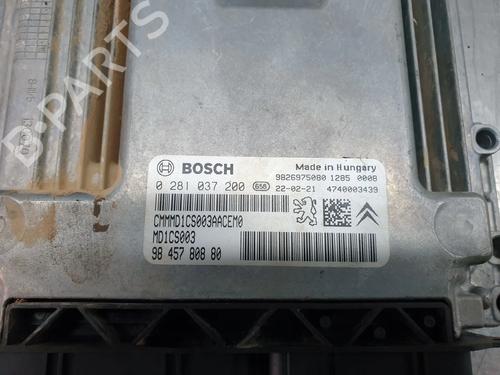 BOSCH
Made in Hungary
9826975080 1285 0008
0 281 037 200 658 22-02-21 4740003439
CMMMD1CS003AACEM0
MD1CS003
98 457 808 80
B-PARTS